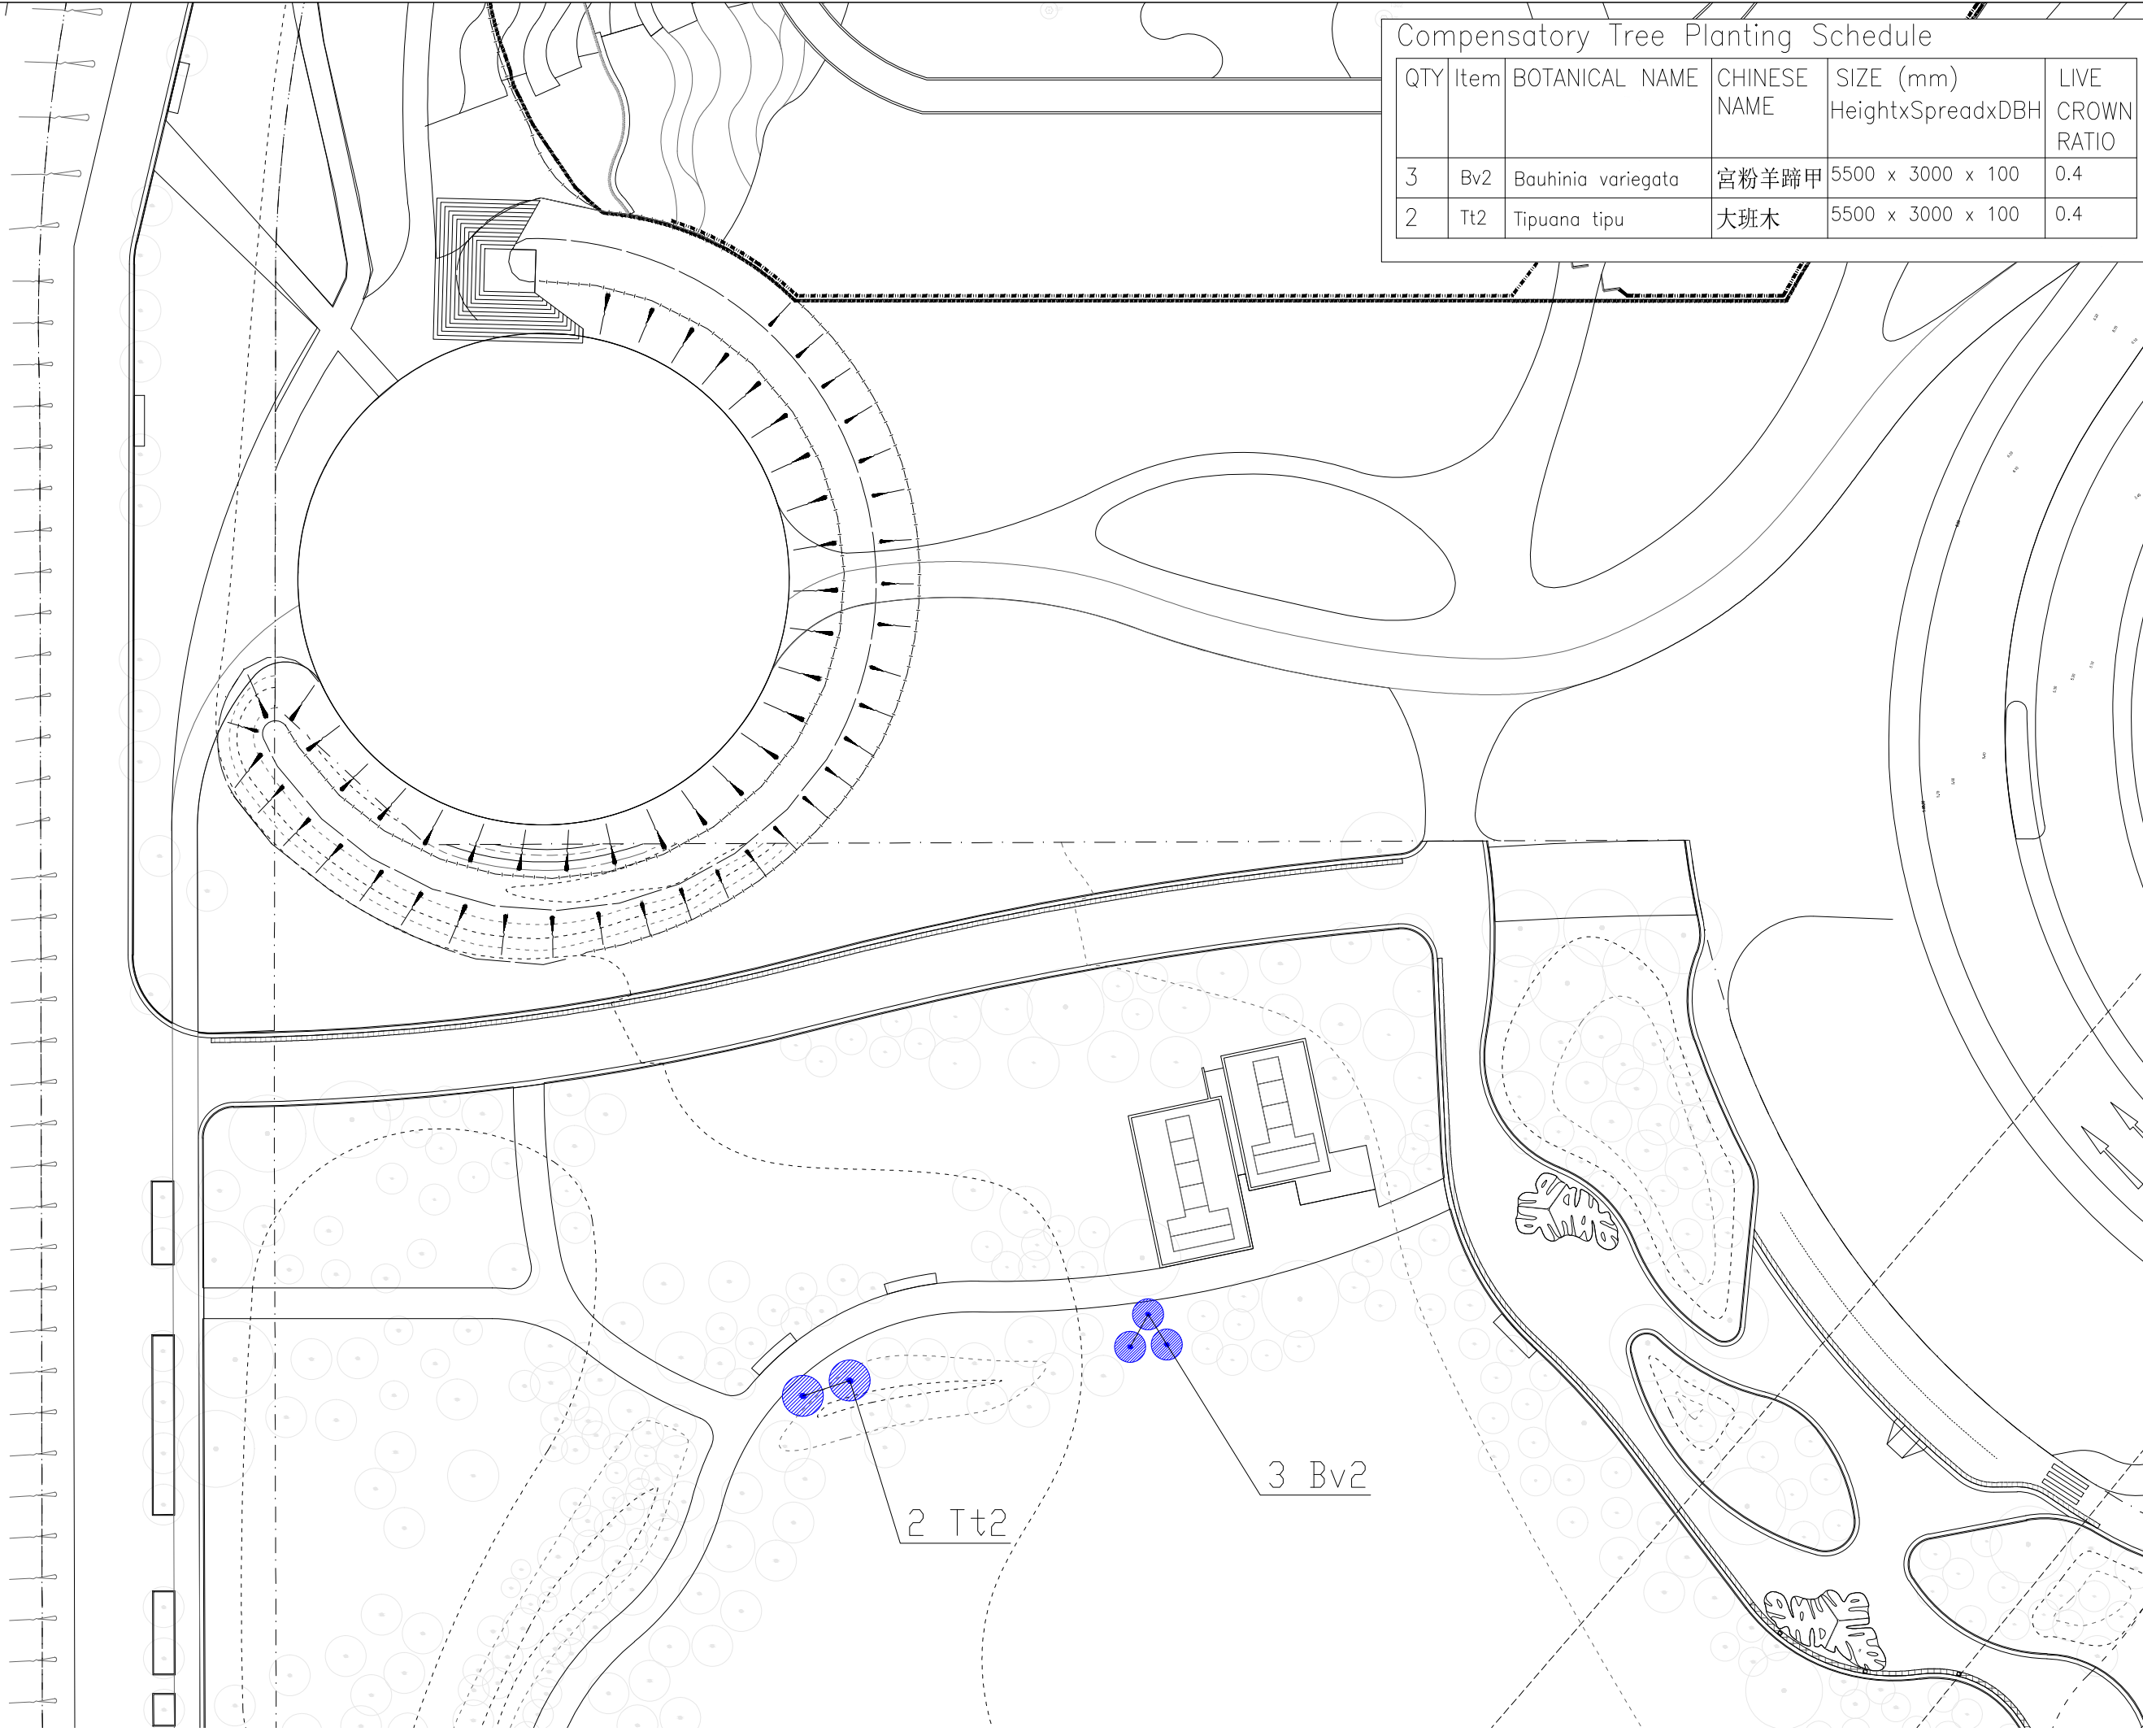 Compensatory Tree Planting Schedule
QTY Item BOTANICAL NAME CHINESE NAME SIZE (mm) HeightxSpreadxDBH LIVE CROWN RATIO
3 Bv2 Bauhinia variegata 宮粉羊蹄甲 5500 x 3000 x 100 0.4
2 Tt2 Tipuana tipu 大班木 5500 x 3000 x 100 0.4
3 Bv2
2 Tt2